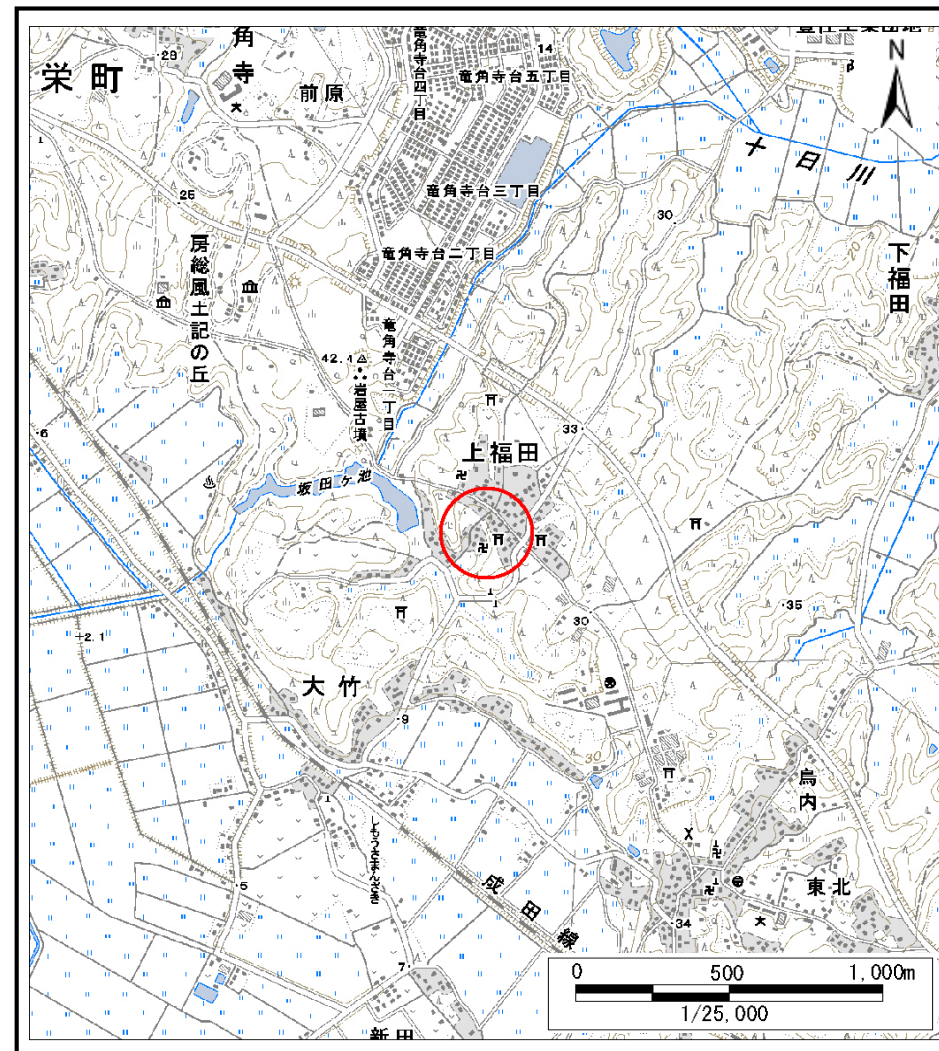 栄町
角寺
28
前原
竜角寺台四丁目
14
竜角寺台五丁目
N
十日川
竜角寺台三丁目
25
30
房総風土記の丘
竜角寺台二丁目
下福田
20
42.4
岩屋古墳
竜角寺台一丁目
6
33
上福田
坂田ヶ池
30
35
+2.1
大竹
9
30
鳥内
1
しもうさまんざき
成田線
東北
5
34
7
新田
0 500 1,000m
1/25,000